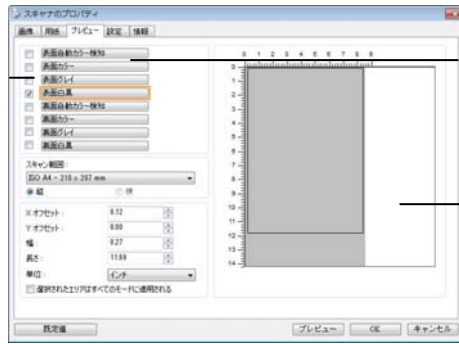 スキャナのプロパティ
画像 用紙 プレビュー 設定 情報
表面自動カラー検知
表面カラー
表面グレイ
表面白黒
裏面自動カラー検知
裏面カラー
裏面グレイ
裏面白黒
スキャン範囲:
ISO A4 - 210 x 297 mm
縦 横
Xオフセット: 0.12
Yオフセット: 0.00
幅: 8.27
長さ: 11.69
単位: インチ
選択されたエリアはすべてのモードに適用される
0 1 2 3 4 5 6 7 8 9
0
1
2
3
4
5
6
7
8
9
10
11
12
13
14
既定値 プレビュー OK キャンセル